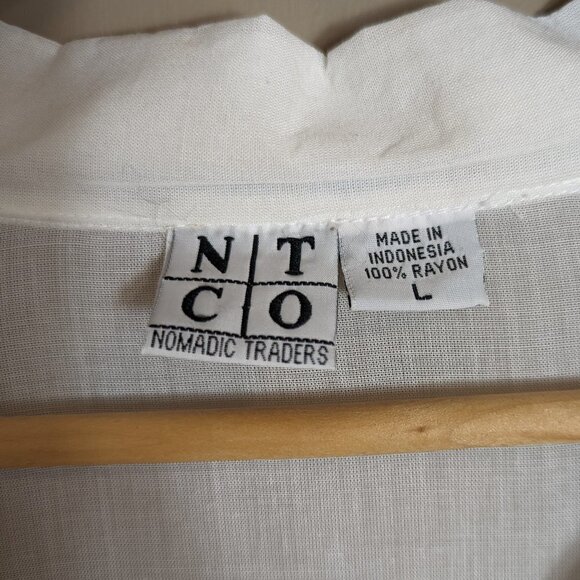 N T
C O
NOMADIC TRADERS
MADE IN
INDONESIA
100% RAYON
L